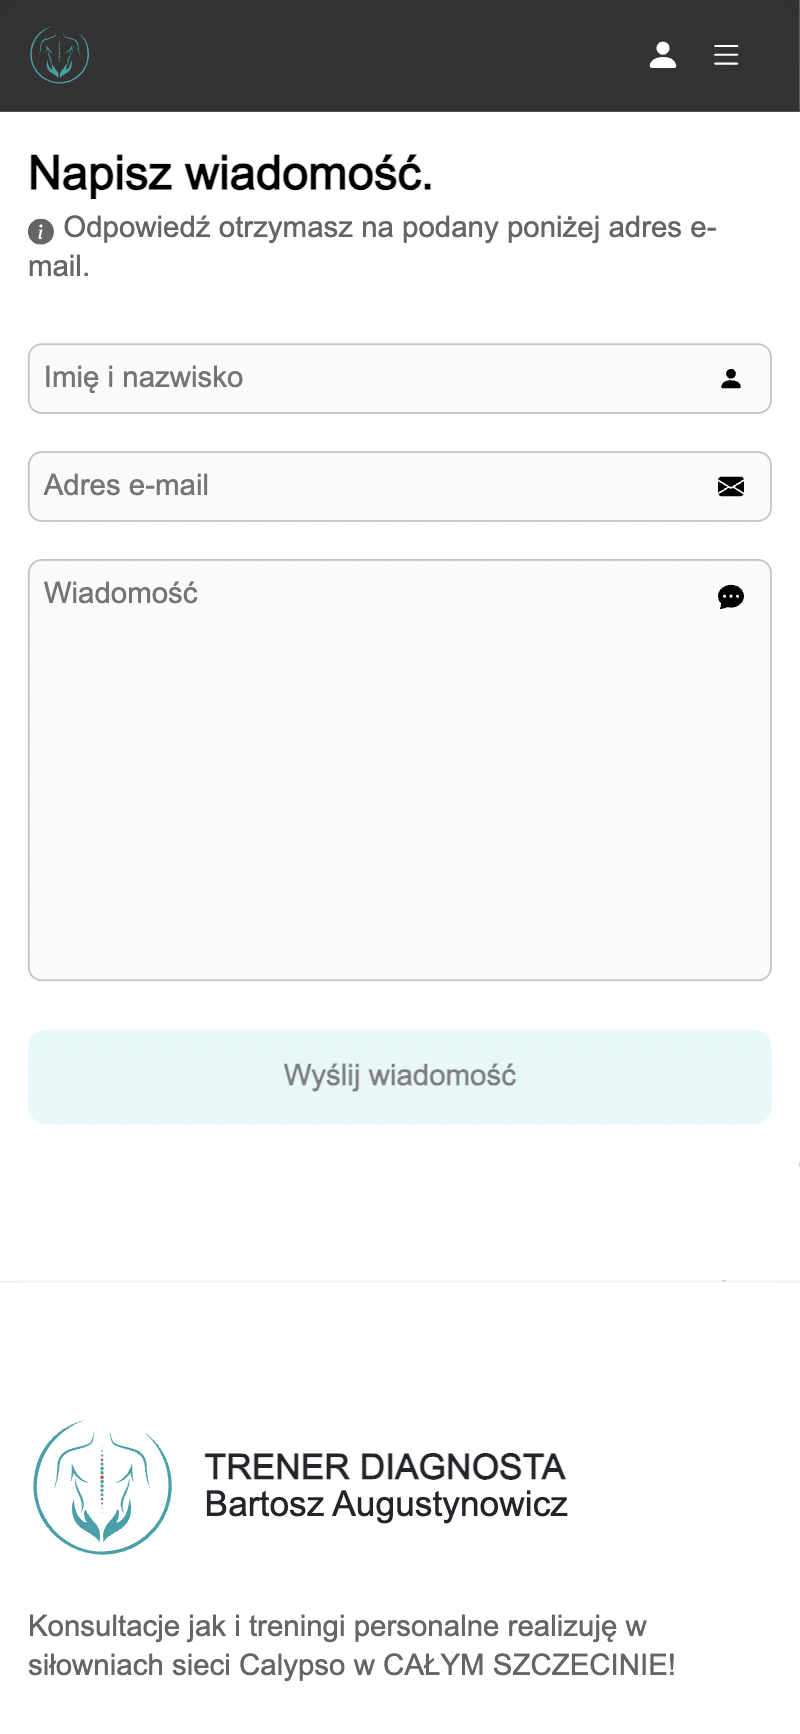 Napisz wiadomość.
Odpowiedź otrzymasz na podany poniżej adres e-
mail.
Imię i nazwisko
Adres e-mail
Wiadomość
Wyślij wiadomość
TRENER DIAGNOSTA
Bartosz Augustynowicz
Konsultacje jak i treningi personalne realizuję w
siłowniach sieci Calypso w CAŁYM SZCZECINIE!